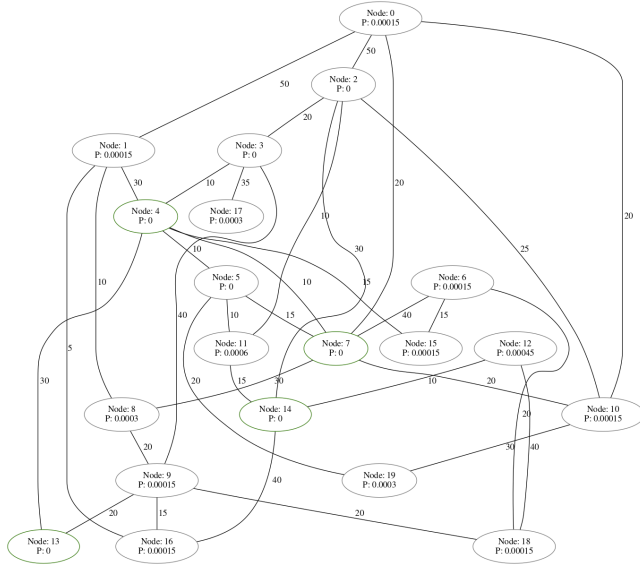 Node: 0
P: 0.00015
50
50
Node: 2
P: 0
20
Node: 1
P: 0.00015
Node: 3
P: 0
30
10
35
20
20
Node: 4
P: 0
Node: 17
P: 0.0003
10
10
30
25
10
10
15
Node: 5
P: 0
Node: 6
P: 0.00015
40
10
15
40
15
5
Node: 11
P: 0.0006
Node: 7
P: 0
Node: 15
P: 0.00015
Node: 12
P: 0.00045
30
20
15
30
10
20
Node: 8
P: 0.0003
Node: 14
P: 0
20
Node: 10
P: 0.00015
20
30
40
Node: 9
P: 0.00015
40
Node: 19
P: 0.0003
20
15
20
Node: 13
P: 0
Node: 16
P: 0.00015
Node: 18
P: 0.00015